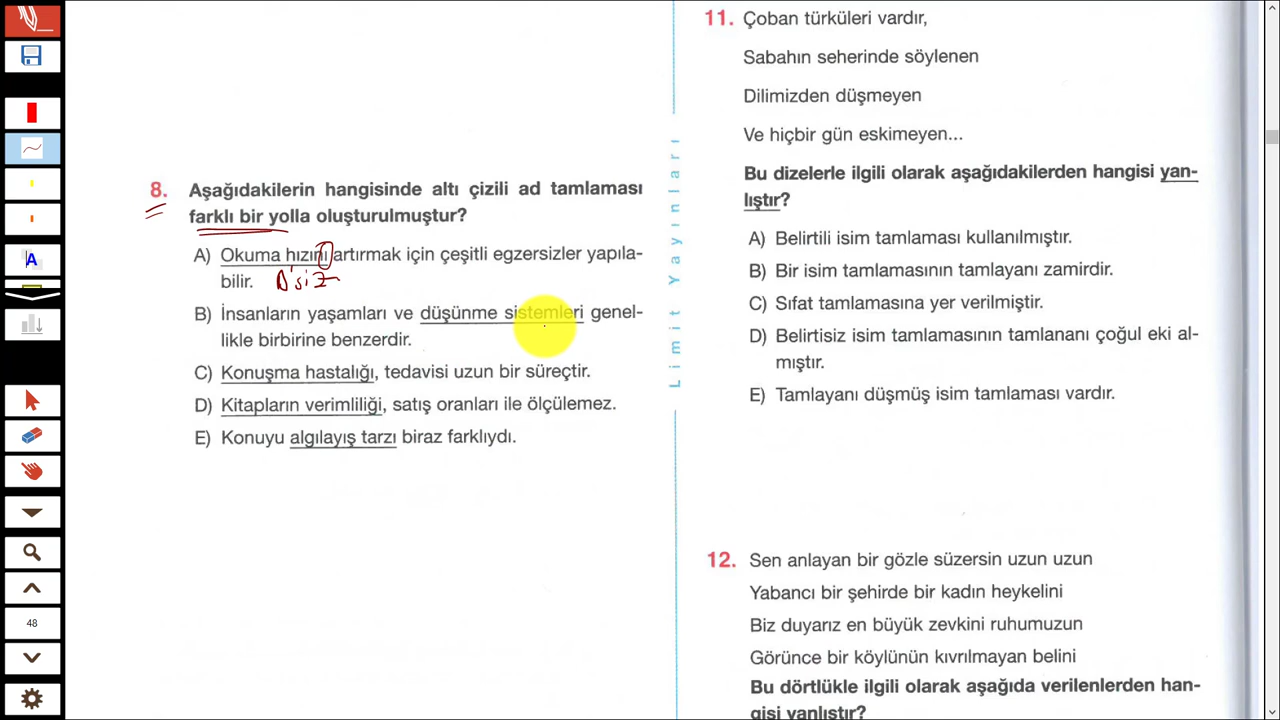 8. Aşağıdakilerin hangisinde altı çizili ad tamlaması
farklı bir yolla oluşturulmuştur?
A) Okuma hızını artırmak için çeşitli egzersizler yapıla-
bilir. B'siz
B) İnsanların yaşamları ve düşünme sistemleri genel-
likle birbirine benzerdir.
C) Konuşma hastalığı, tedavisi uzun bir süreçtir.
D) Kitapların verimliliği, satış oranları ile ölçülemez.
E) Konuyu algılayış tarzı biraz farklıydı.
Limit Yayınları
11. Çoban türküleri vardır,
Sabahın seherinde söylenen
Dilimizden düşmeyen
Ve hiçbir gün eskimeyen...
Bu dizelerle ilgili olarak aşağıdakilerden hangisi yan-
lıştır?
A) Belirtili isim tamlaması kullanılmıştır.
B) Bir isim tamlamasının tamlayanı zamirdir.
C) Sıfat tamlamasına yer verilmiştir.
D) Belirtisiz isim tamlamasının tamlananı çoğul eki al-
mıştır.
E) Tamlayanı düşmüş isim tamlaması vardır.
12. Sen anlayan bir gözle süzersin uzun uzun
Yabancı bir şehirde bir kadın heykelini
Biz duyarız en büyük zevkini ruhumuzun
Görünce bir köylünün kıvrılmayan belini
Bu dörtlükle ilgili olarak aşağıda verilenlerden han-
gisi yanlıştır?
A
48